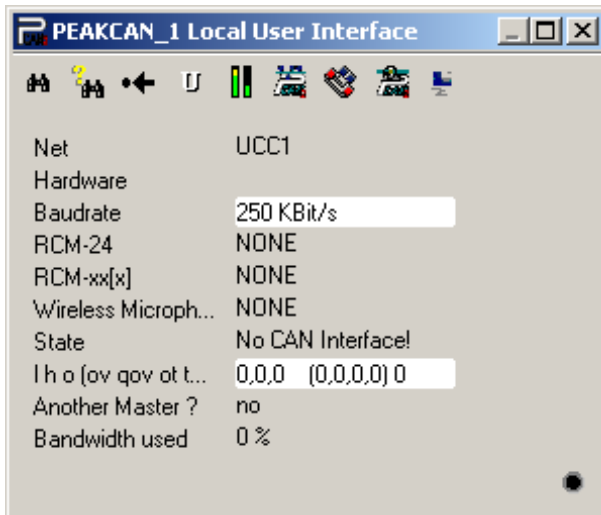 PEAKCAN_1 Local User Interface
U
Net UCC1
Hardware
Baudrate 250 KBit/s
RCM-24 NONE
RCM-xx[x] NONE
Wireless Microph... NONE
State No CAN Interface!
l h o (ov qov ot t... 0,0,0 (0,0,0,0) 0
Another Master ? no
Bandwidth used 0 %